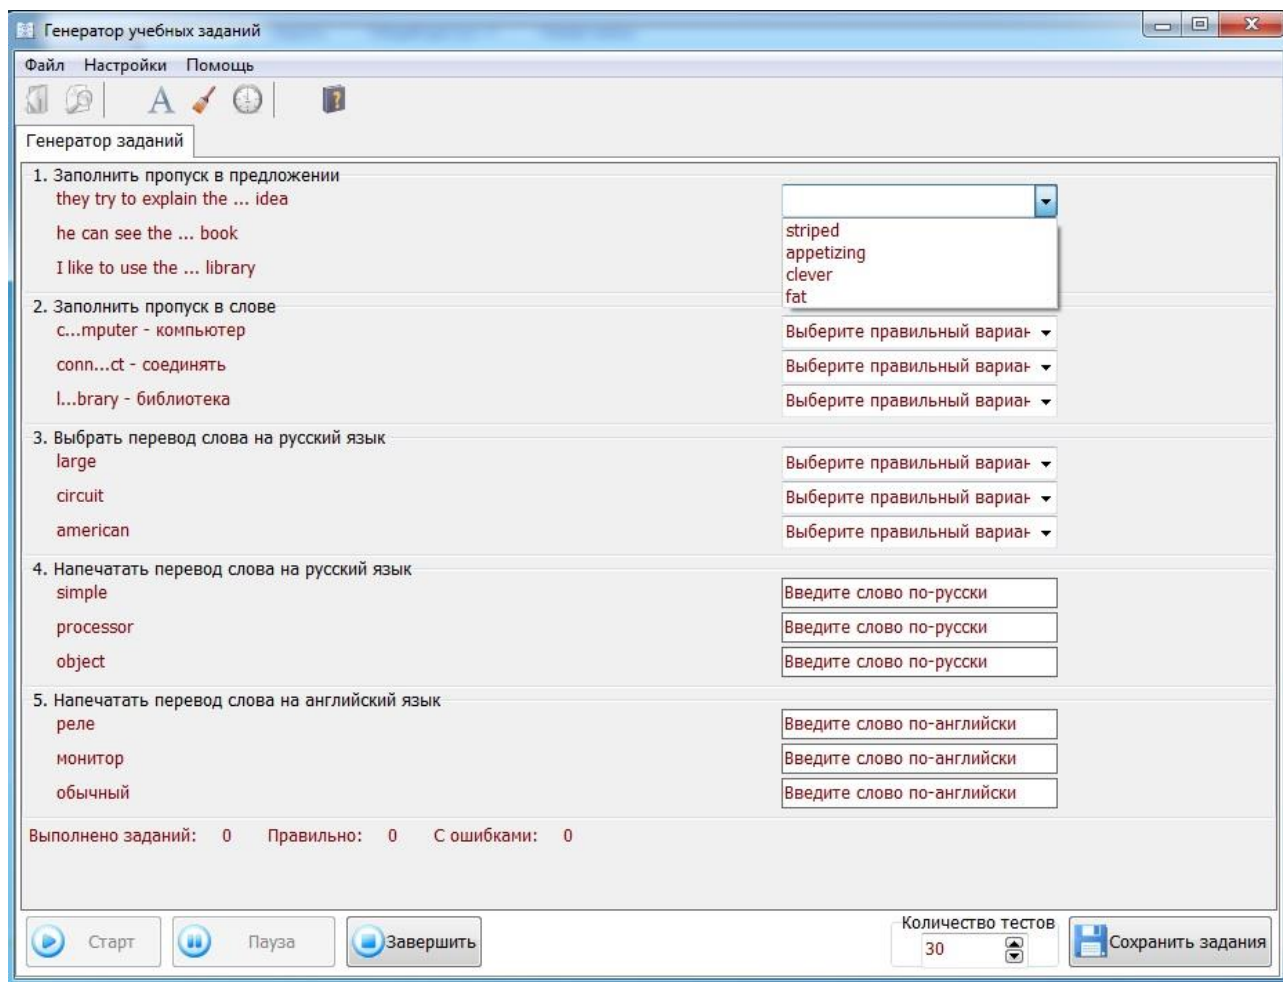 Генератор учебных заданий
Файл Настройки Помощь
Генератор заданий
1. Заполнить пропуск в предложении
they try to explain the ... idea
he can see the ... book
I like to use the ... library
striped
appetizing
clever
fat
2. Заполнить пропуск в слове
c...mputer - компьютер Выберите правильный вариан
conn...ct - соединять Выберите правильный вариан
l...brary - библиотека Выберите правильный вариан
3. Выбрать перевод слова на русский язык
large Выберите правильный вариан
circuit Выберите правильный вариан
american Выберите правильный вариан
4. Напечатать перевод слова на русский язык
simple Введите слово по-русски
processor Введите слово по-русски
object Введите слово по-русски
5. Напечатать перевод слова на английский язык
реле Введите слово по-английски
монитор Введите слово по-английски
обычный Введите слово по-английски
Выполнено заданий: 0 Правильно: 0 С ошибками: 0
Старт Пауза Завершить
Количество тестов
30
Сохранить задания